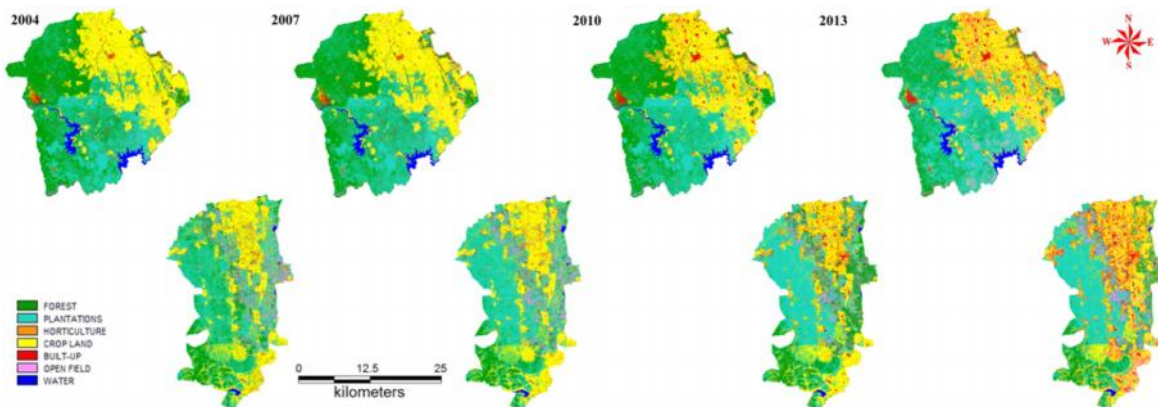 2004
2007
2010
2013
N
W E
S
FOREST
PLANTATIONS
HORTICULTURE
CROP LAND
BUILT-UP
OPEN FIELD
WATER
0 12.5 25
kilometers